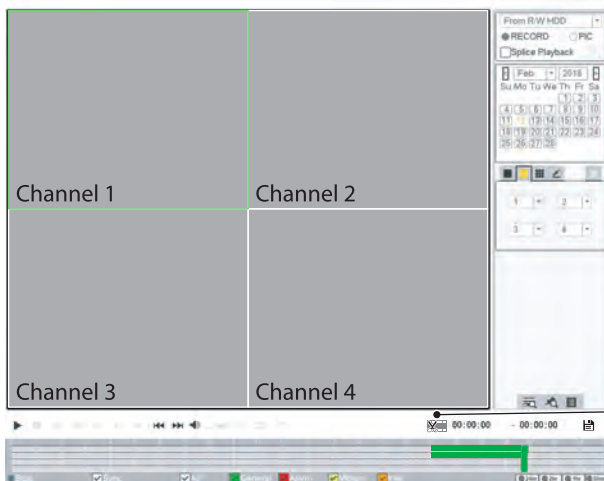 Channel 1
Channel 2
Channel 3
Channel 4
From R/W HDD
RECORD PIC
Splice Playback
Feb 2018
Su Mo Tu We Th Fr Sa
1 2 3
4 5 6 7 8 9 10
11 12 13 14 15 16 17
18 19 20 21 22 23 24
25 26 27 28
1 2
3 4
00:00:00 - 00:00:00